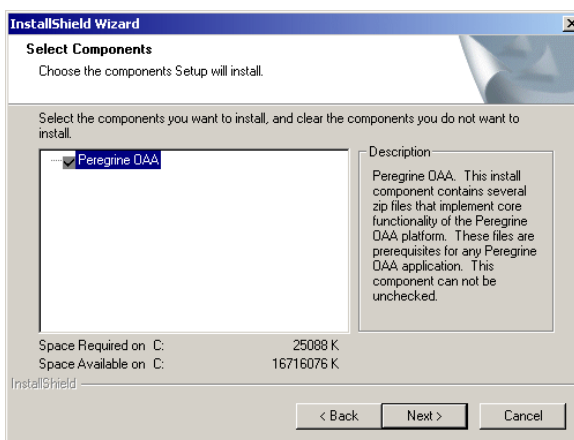 InstallShield Wizard
Select Components
Choose the components Setup will install.
Select the components you want to install, and clear the components you do not want to
install.
Peregrine OAA
Description
Peregrine OAA. This install
component contains several
zip files that implement core
functionality of the Peregrine
OAA platform. These files are
prerequisites for any Peregrine
OAA application. This
component can not be
unchecked.
Space Required on C: 25088 K
Space Available on C: 16716076 K
InstallShield
< Back Next > Cancel